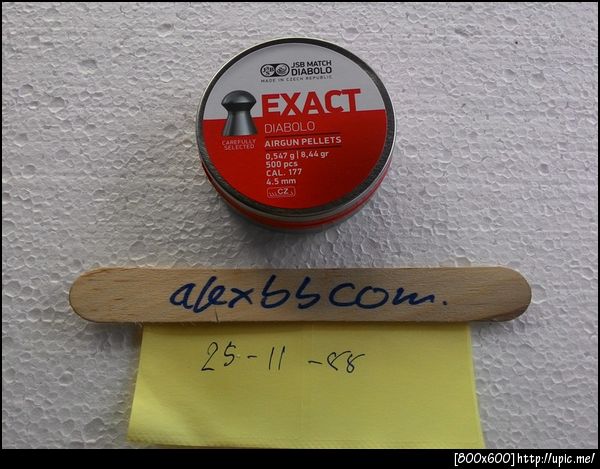 JSB MATCH
DIABOLO
MADE IN CZECH REPUBLIC
EXACT
DIABOLO
CAREFULLY
SELECTED
AIRGUN PELLETS
0,547 g | 8,44 gr
500 pcs
CAL. 177
4.5 mm
CZ
alexbbcom.
25-11-88
[800x600]http://upic.me/